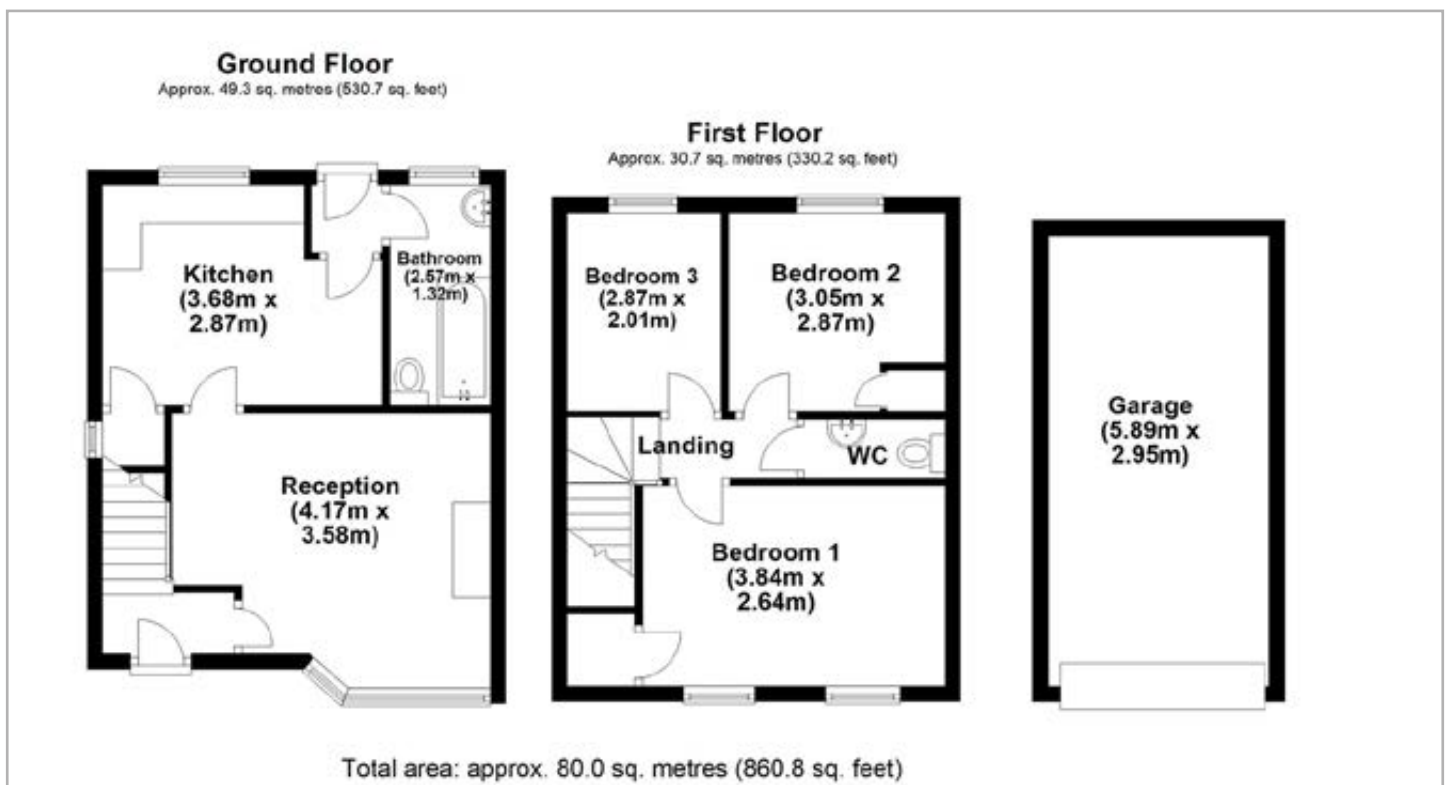 Ground Floor
Approx. 49.3 sq. metres (530.7 sq. feet)
Kitchen
(3.68m x
2.87m)
Bathroom
(2.57m x
1.32m)
Reception
(4.17m x
3.58m)
First Floor
Approx. 30.7 sq. metres (330.2 sq. feet)
Bedroom 3
(2.87m x
2.01m)
Bedroom 2
(3.05m x
2.87m)
Landing
WC
Bedroom 1
(3.84m x
2.64m)
Garage
(5.89m x
2.95m)
Total area: approx. 80.0 sq. metres (860.8 sq. feet)